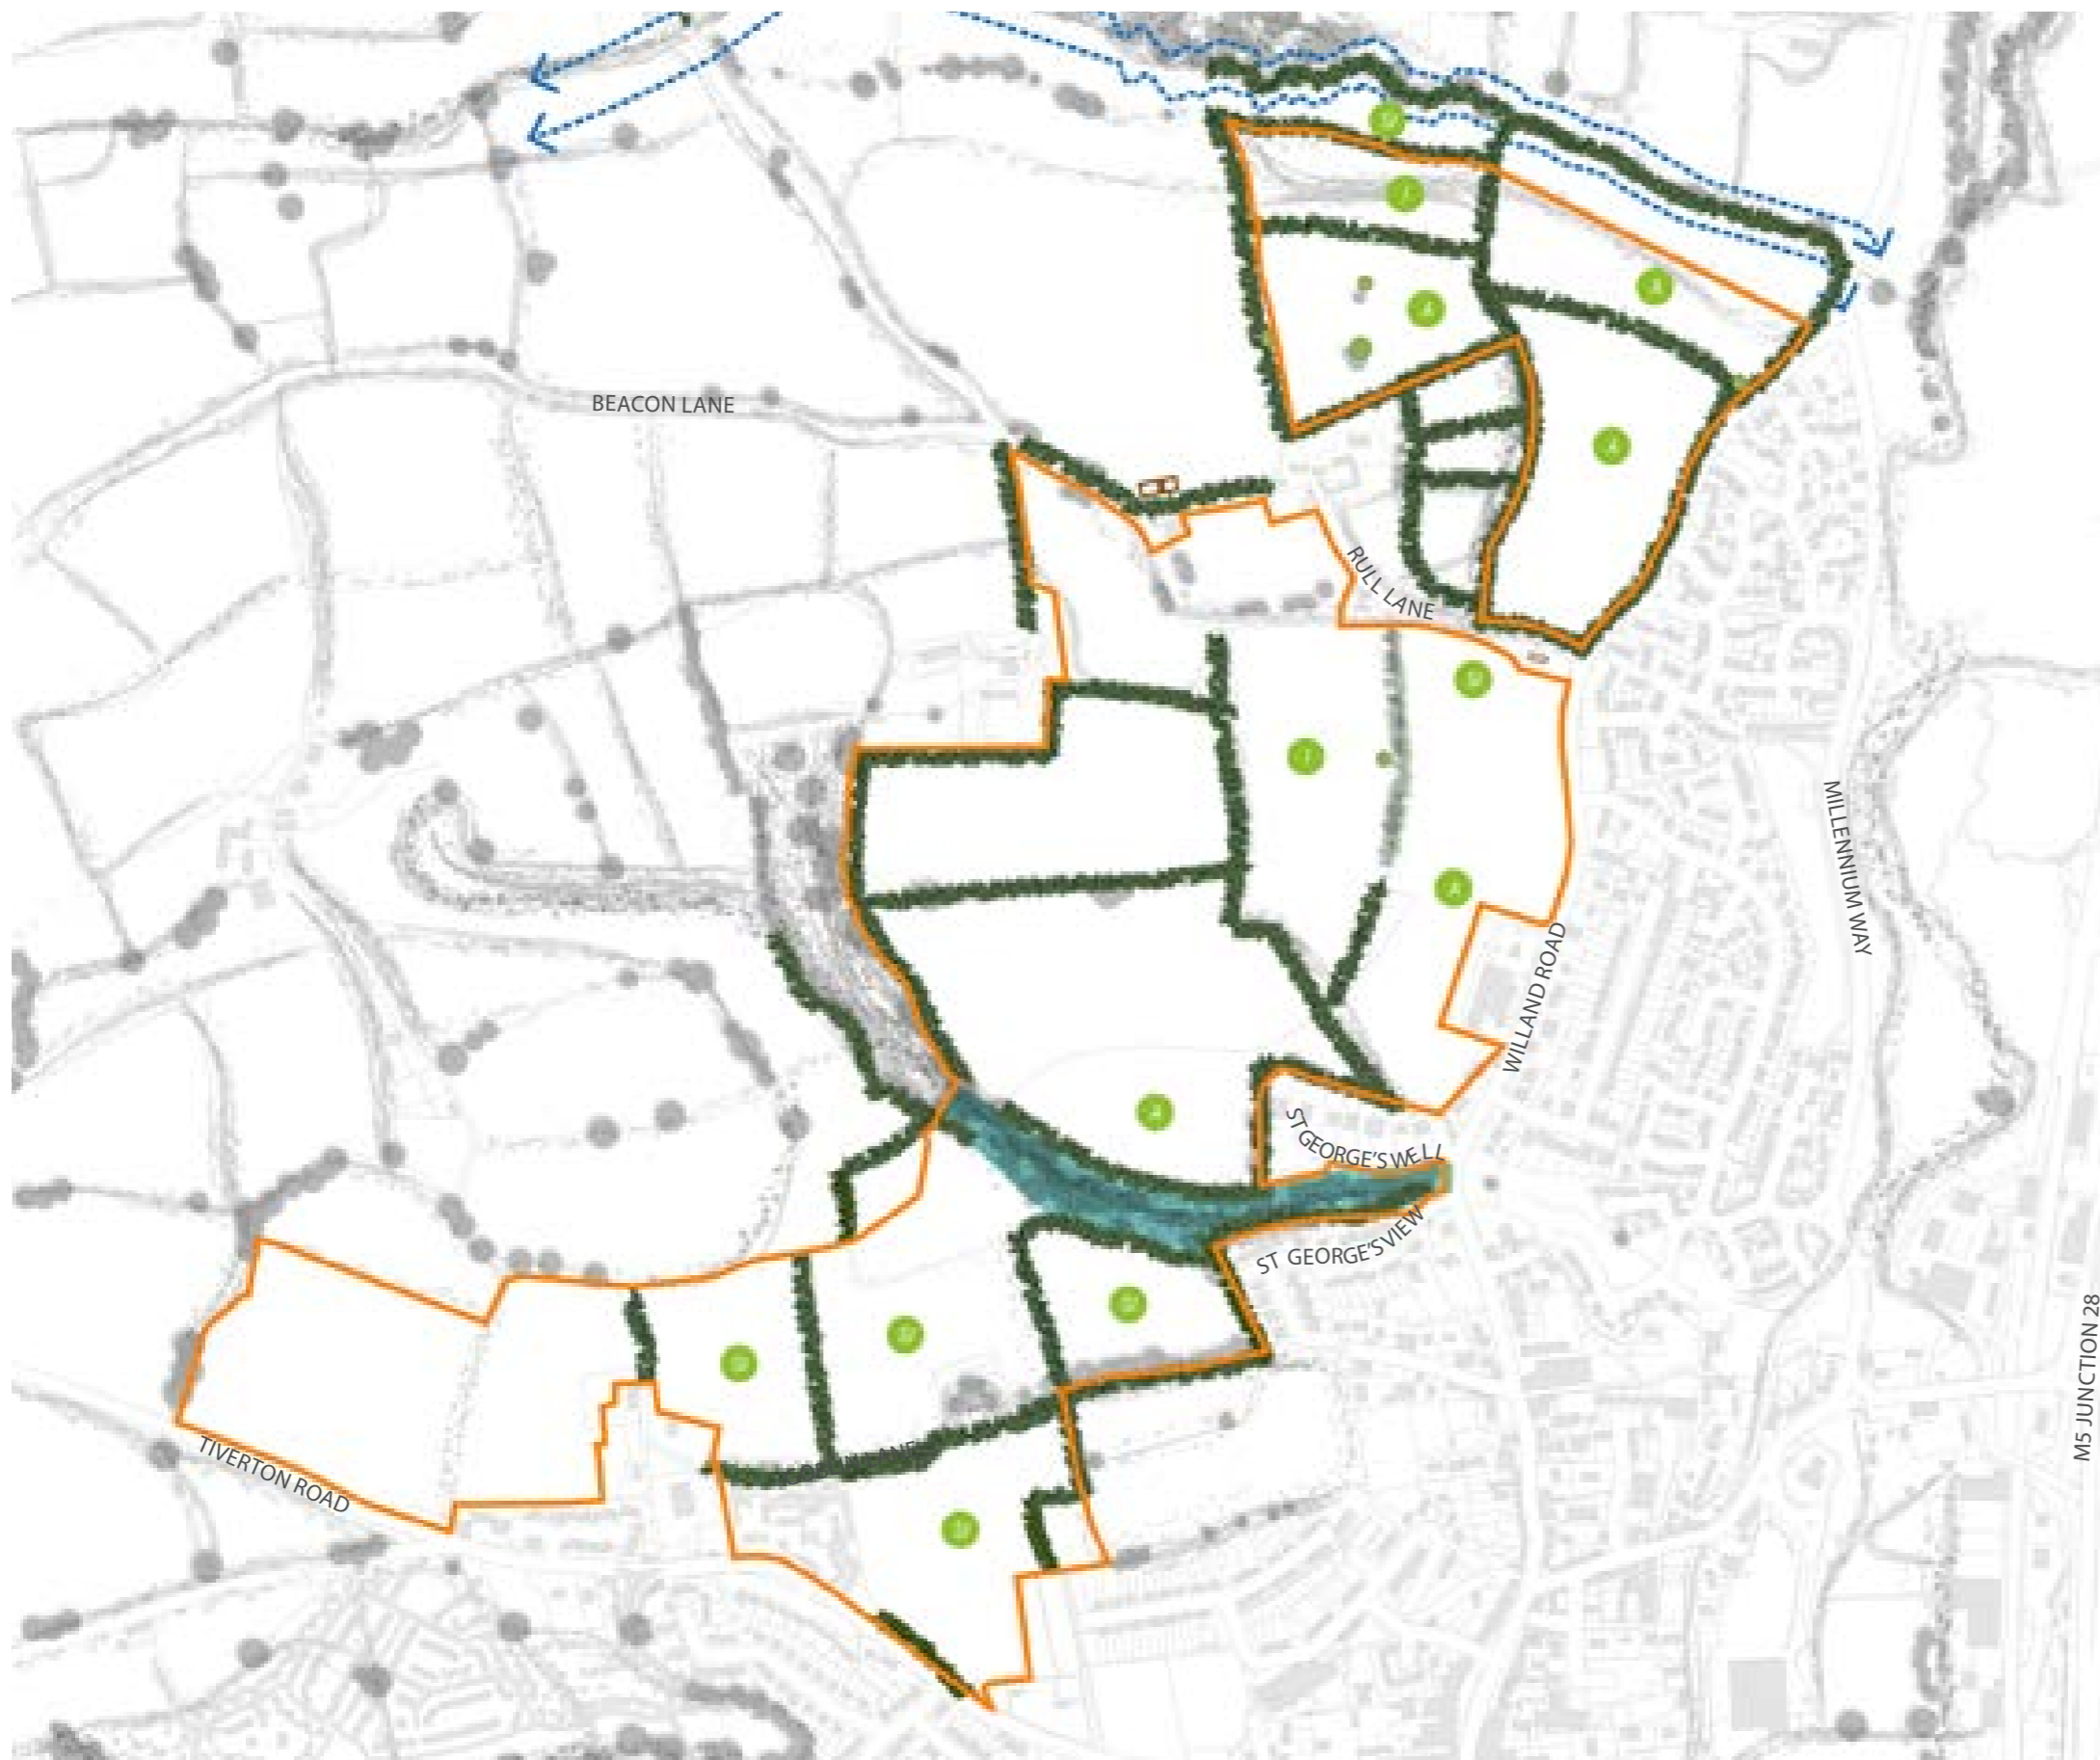 BEACON LANE
RULL LANE
MILLENNIUM WAY
WILLAND ROAD
ST GEORGE'S WELL
ST GEORGE'S VIEW
M5 JUNCTION 28
TIVERTON ROAD